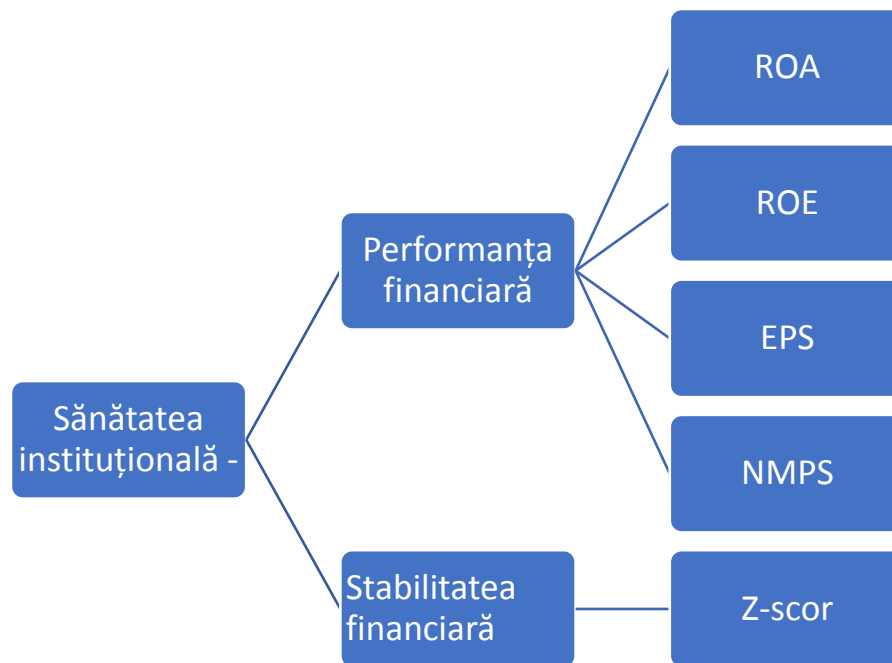 Sănătatea
instituțională -
Performanța
financiară
ROA
ROE
EPS
NMPS
Stabilitatea
financiară
Z-scor